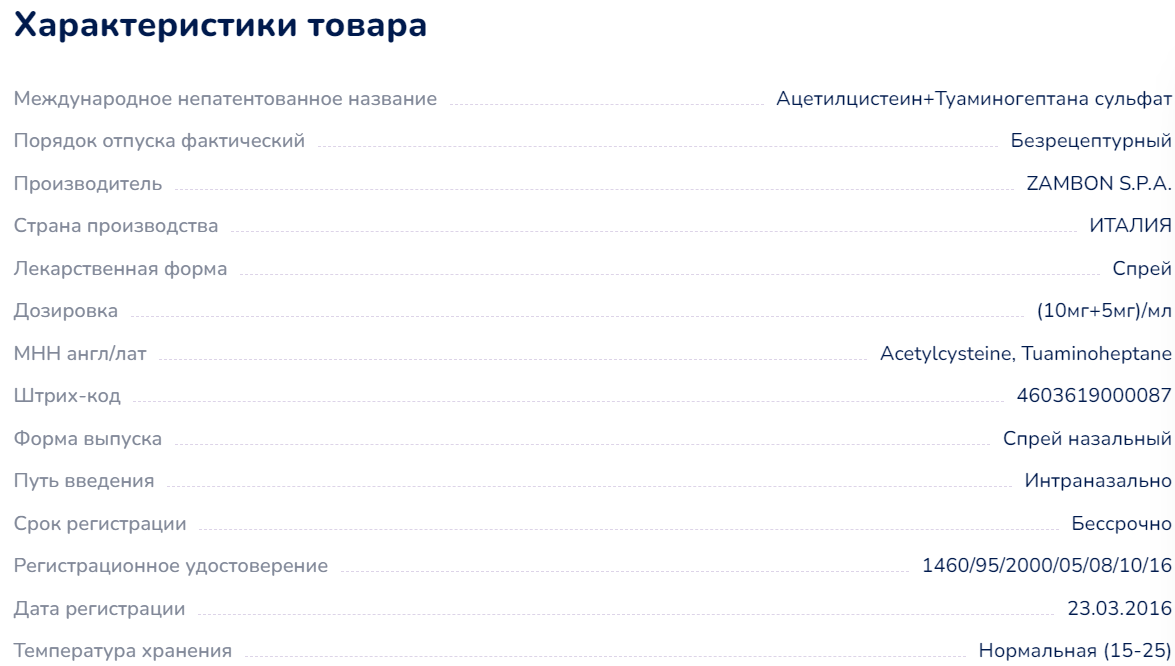 Характеристики товара
Международное непатентованное название Ацетилцистеин+Туаминогептана сульфат
Порядок отпуска фактический Безрецептурный
Производитель ZAMBON S.P.A.
Страна производства ИТАЛИЯ
Лекарственная форма Спрей
Дозировка (10мг+5мг)/мл
МНН англ/лат Acetylcysteine, Tuaminoheptane
Штрих-код 4603619000087
Форма выпуска Спрей назальный
Путь введения Интраназально
Срок регистрации Бессрочно
Регистрационное удостоверение 1460/95/2000/05/08/10/16
Дата регистрации 23.03.2016
Температура хранения Нормальная (15-25)